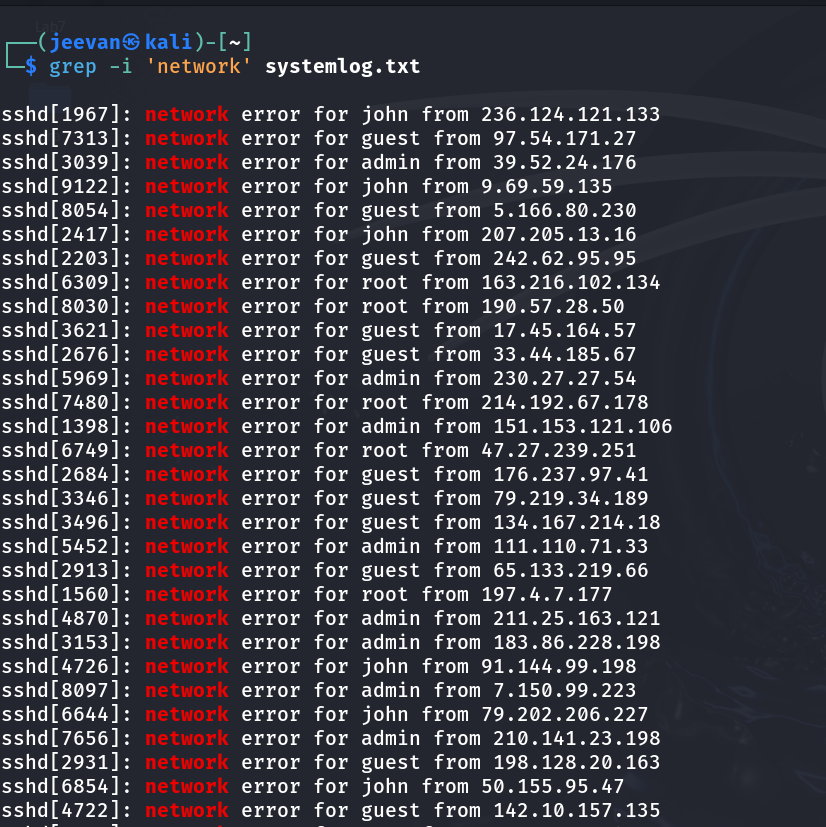 (jeevan㉿kali)-[~]
$ grep -i 'network' systemlog.txt
sshd[1967]: network error for john from 236.124.121.133
sshd[7313]: network error for guest from 97.54.171.27
sshd[3039]: network error for admin from 39.52.24.176
sshd[9122]: network error for john from 9.69.59.135
sshd[8054]: network error for guest from 5.166.80.230
sshd[2417]: network error for john from 207.205.13.16
sshd[2203]: network error for guest from 242.62.95.95
sshd[6309]: network error for root from 163.216.102.134
sshd[8030]: network error for root from 190.57.28.50
sshd[3621]: network error for guest from 17.45.164.57
sshd[2676]: network error for guest from 33.44.185.67
sshd[5969]: network error for admin from 230.27.27.54
sshd[7480]: network error for root from 214.192.67.178
sshd[1398]: network error for admin from 151.153.121.106
sshd[6749]: network error for root from 47.27.239.251
sshd[2684]: network error for guest from 176.237.97.41
sshd[3346]: network error for guest from 79.219.34.189
sshd[3496]: network error for guest from 134.167.214.18
sshd[5452]: network error for admin from 111.110.71.33
sshd[2913]: network error for guest from 65.133.219.66
sshd[1560]: network error for root from 197.4.7.177
sshd[4870]: network error for admin from 211.25.163.121
sshd[3153]: network error for admin from 183.86.228.198
sshd[4726]: network error for john from 91.144.99.198
sshd[8097]: network error for admin from 7.150.99.223
sshd[6644]: network error for john from 79.202.206.227
sshd[7656]: network error for admin from 210.141.23.198
sshd[2931]: network error for guest from 198.128.20.163
sshd[6854]: network error for john from 50.155.95.47
sshd[4722]: network error for guest from 142.10.157.135